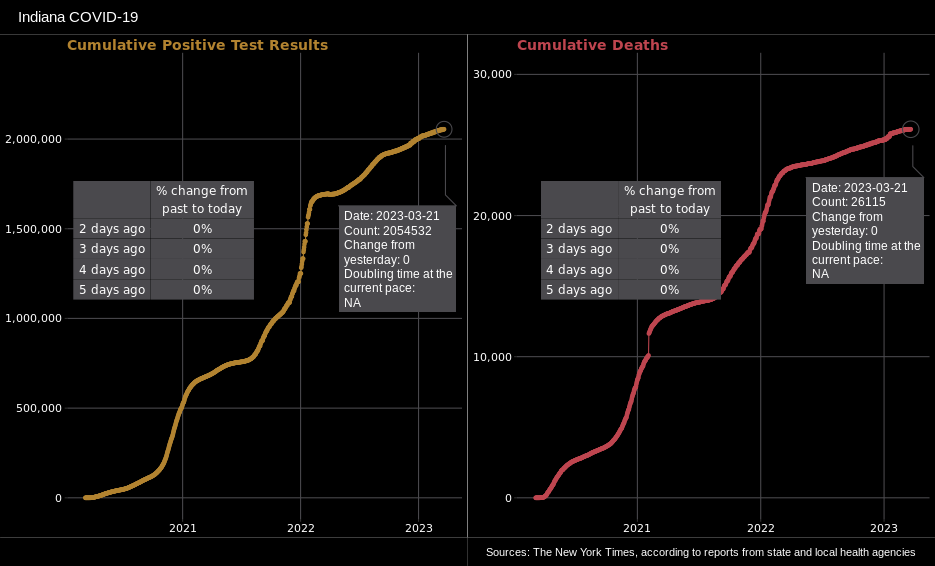 Indiana COVID-19
Cumulative Positive Test Results
2,000,000
1,500,000
1,000,000
500,000
0
2021
2022
2023
% change from
past to today
2 days ago 0%
3 days ago 0%
4 days ago 0%
5 days ago 0%
Date: 2023-03-21
Count: 2054532
Change from
yesterday: 0
Doubling time at the
current pace:
NA
Cumulative Deaths
30,000
20,000
10,000
0
2021
2022
2023
% change from
past to today
2 days ago 0%
3 days ago 0%
4 days ago 0%
5 days ago 0%
Date: 2023-03-21
Count: 26115
Change from
yesterday: 0
Doubling time at the
current pace:
NA
Sources: The New York Times, according to reports from state and local health agencies